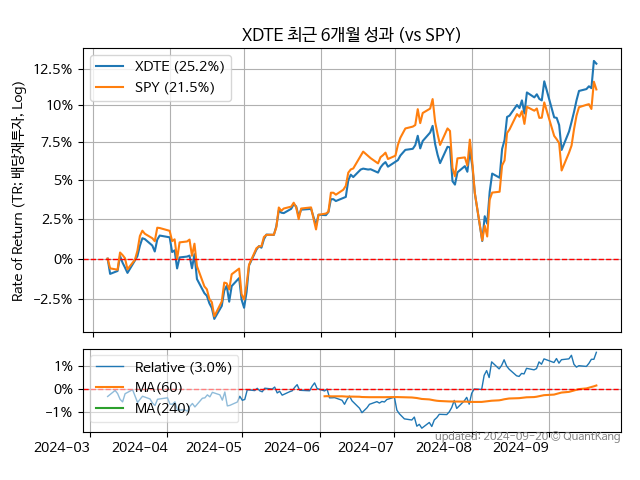 XDTE 최근 6개월 성과 (vs SPY)
Rate of Return (TR: 배당재투자, Log)
12.5%
10%
7.5%
5%
2.5%
0%
−2.5%
XDTE (25.2%)
SPY (21.5%)
1%
0%
−1%
Relative (3.0%)
MA(60)
MA(240)
updated: 2024-09-20 © QuantKang
2024-03
2024-04
2024-05
2024-06
2024-07
2024-08
2024-09